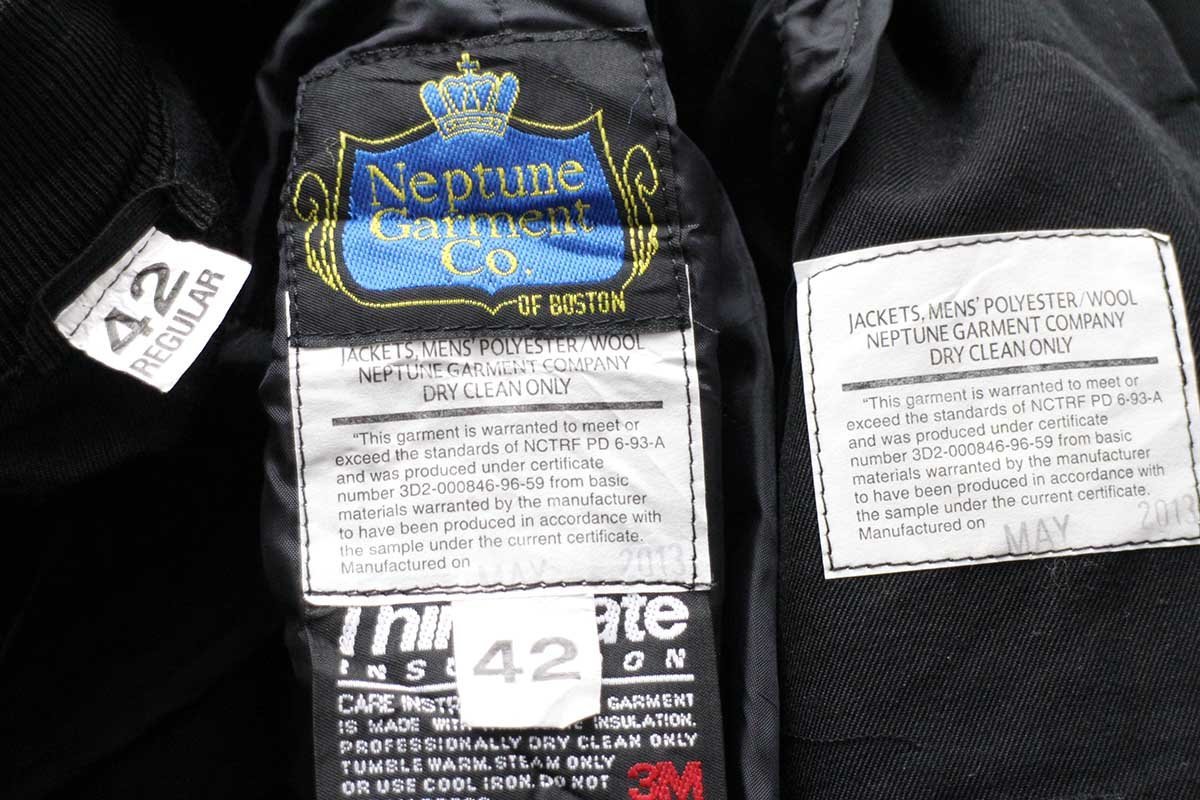 42
REGULAR
Neptune
Garment
Co.
OF BOSTON
JACKETS, MENS' POLYESTER/WOOL
NEPTUNE GARMENT COMPANY
DRY CLEAN ONLY
"This garment is warranted to meet or
exceed the standards of NCTRF PD 6-93-A
and was produced under certificate
number 3D2-000846-96-59 from basic
materials warranted by the manufacturer
to have been produced in accordance with
the sample under the current certificate.
Manufactured on MAY 2013
42
CARE GARMENT
IS MADE INSULATION.
PROFESSIONALLY DRY CLEAN ONLY
TUMBLE WARM. STEAM ONLY
OR USE COOL IRON. DO NOT
3M
JACKETS, MENS' POLYESTER/WOOL
NEPTUNE GARMENT COMPANY
DRY CLEAN ONLY
"This garment is warranted to meet or
exceed the standards of NCTRF PD 6-93-A
and was produced under certificate
number 3D2-000846-96-59 from basic
materials warranted by the manufacturer
to have been produced in accordance with
the sample under the current certificate.
Manufactured on MAY 2013